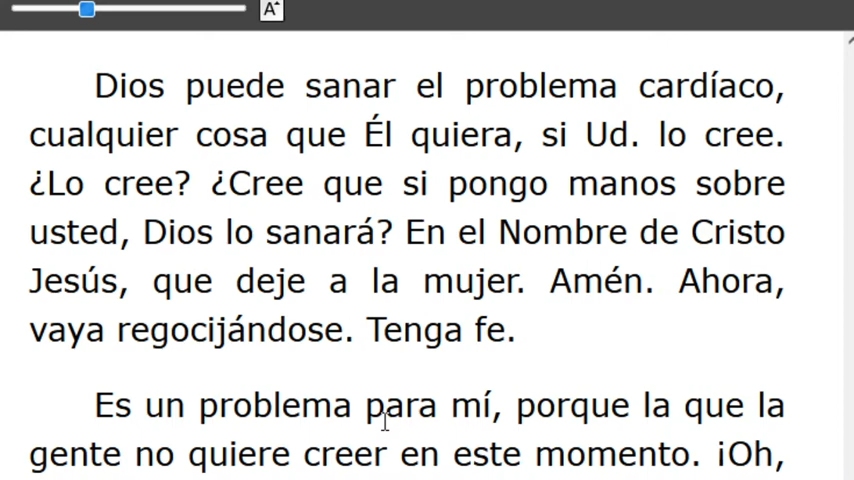 A
Dios puede sanar el problema cardíaco,
cualquier cosa que Él quiera, si Ud. lo cree.
¿Lo cree? ¿Cree que si pongo manos sobre
usted, Dios lo sanará? En el Nombre de Cristo
Jesús, que deje a la mujer. Amén. Ahora,
vaya regocijándose. Tenga fe.
Es un problema para mí, porque la que la
gente no quiere creer en este momento. ¡Oh,